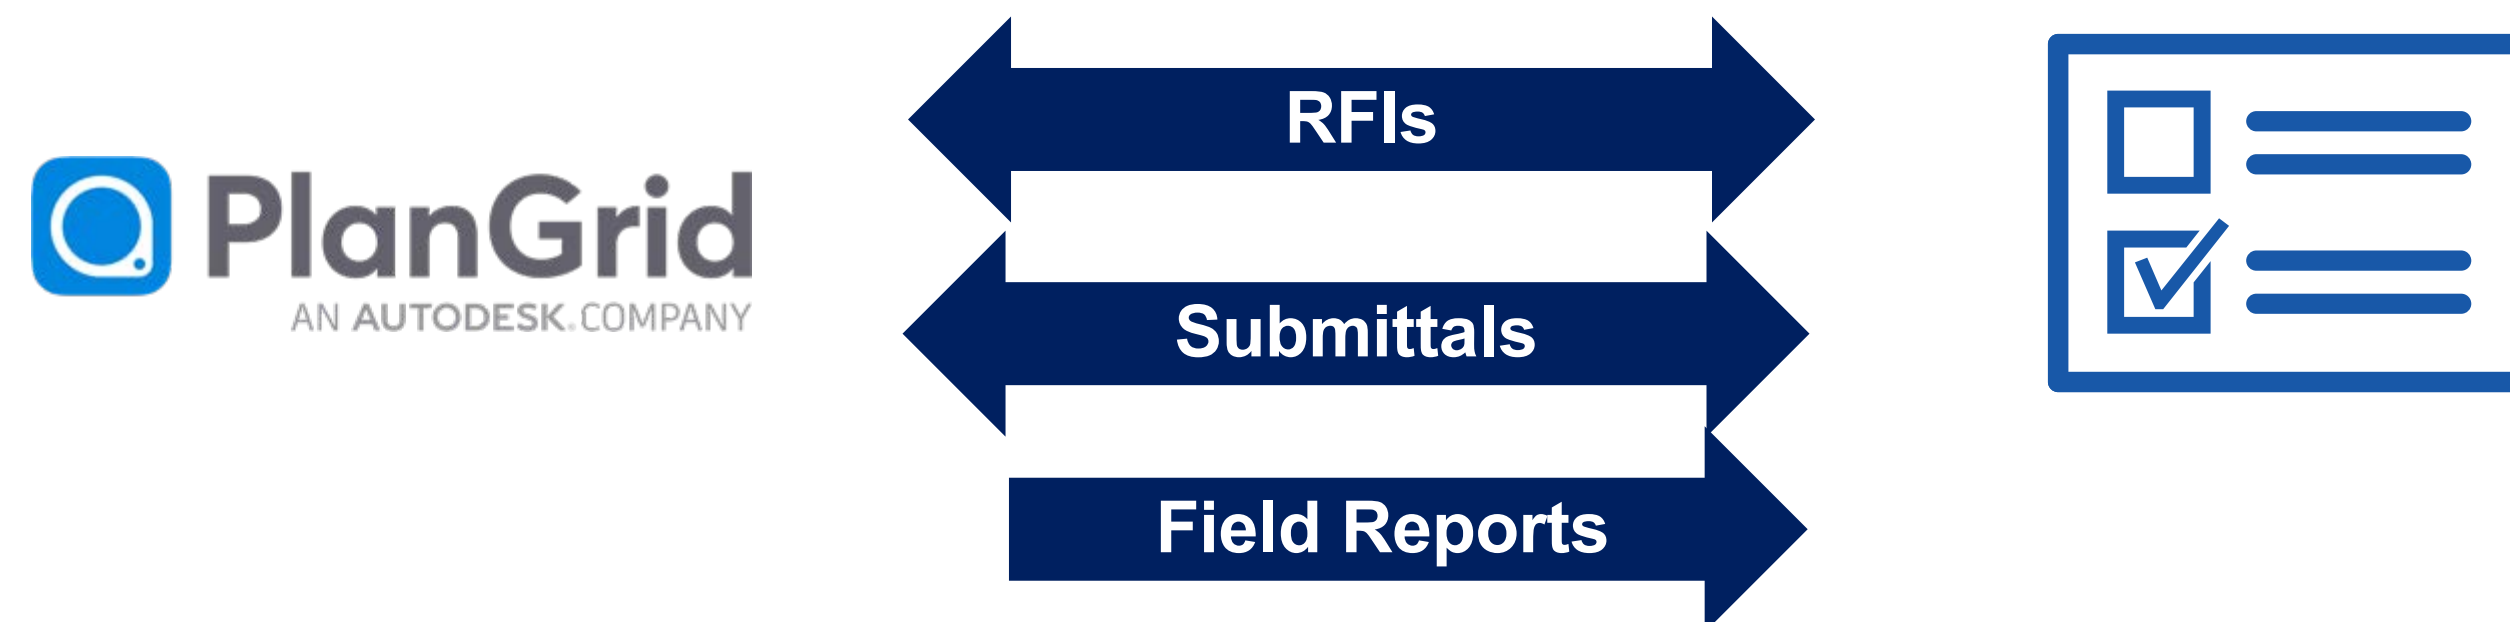 RFIs
PlanGrid
AN AUTODESK® COMPANY
Submittals
Field Reports